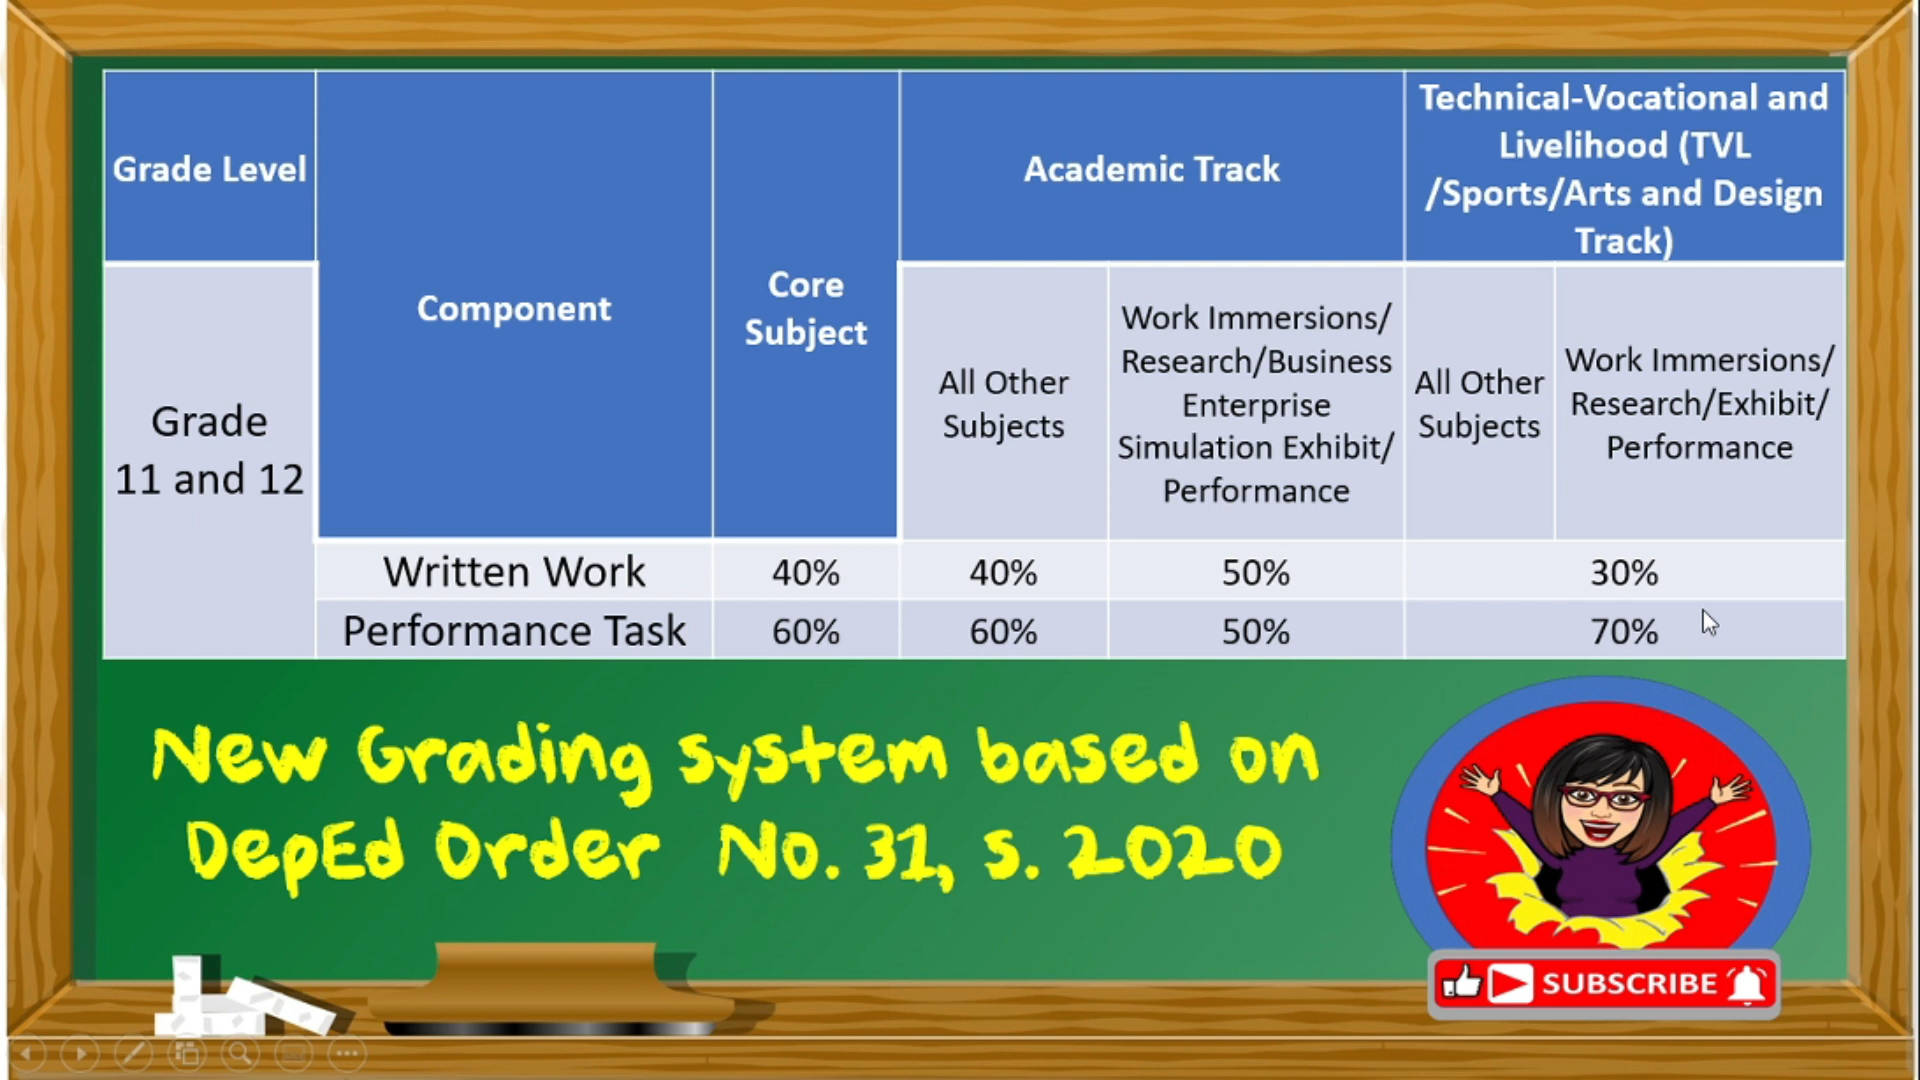 Grade Level
Component
Core
Subject
Academic Track
Technical-Vocational and
Livelihood (TVL
/Sports/Arts and Design
Track)
Grade
11 and 12
All Other
Subjects
Work Immersions/
Research/Business
Enterprise
Simulation Exhibit/
Performance
All Other
Subjects
Work Immersions/
Research/Exhibit/
Performance
Written Work 40% 40% 50% 30%
Performance Task 60% 60% 50% 70%
New Grading system based on
DepEd Order No. 31, s. 2020
SUBSCRIBE